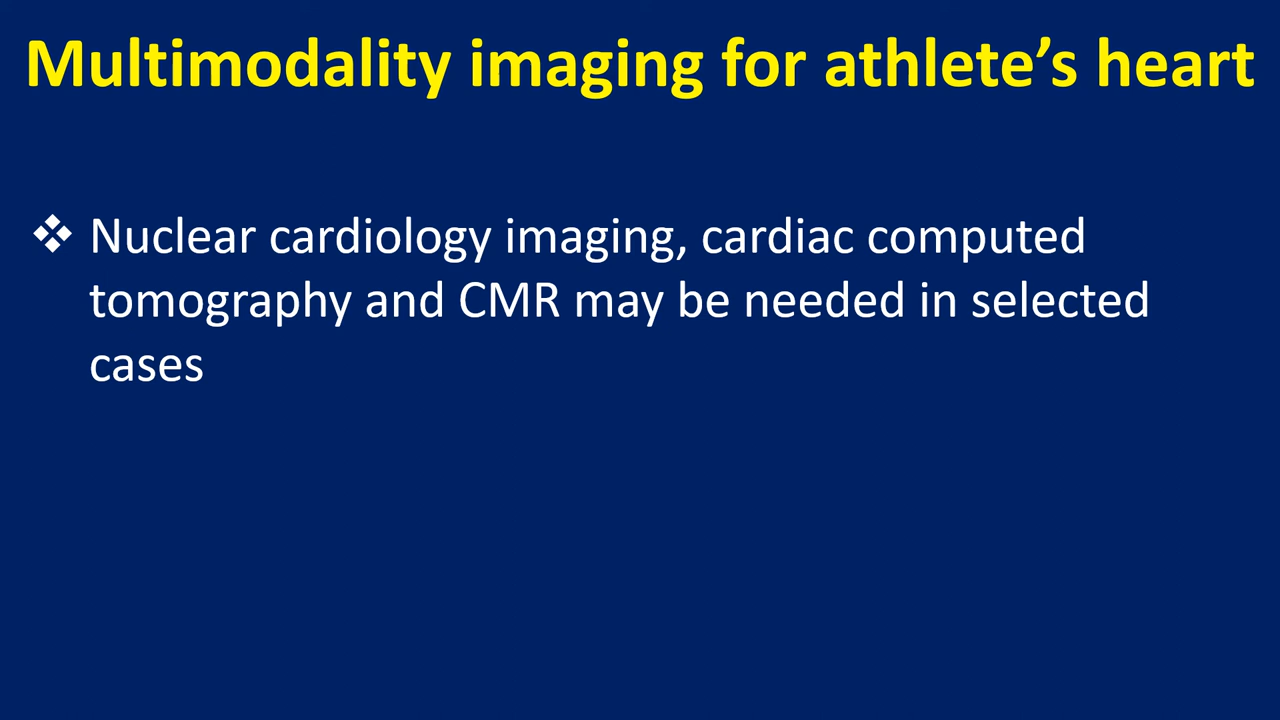 Multimodality imaging for athlete’s heart
❖ Nuclear cardiology imaging, cardiac computed
tomography and CMR may be needed in selected
cases